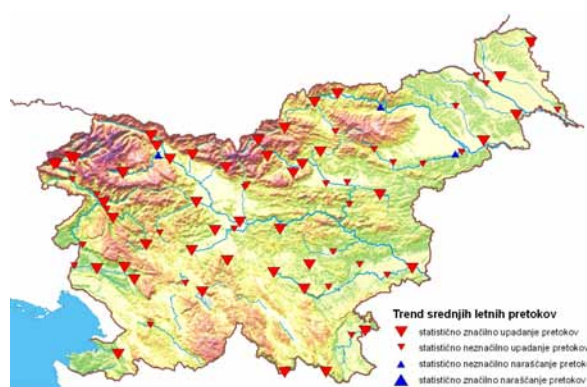 Trend srednjih letnih pretokov
statistično značilno upadanje pretokov
statistično neznačilno upadanje pretokov
statistično neznačilno naraščanje pretoko
statistično značilno naraščanje pretokov